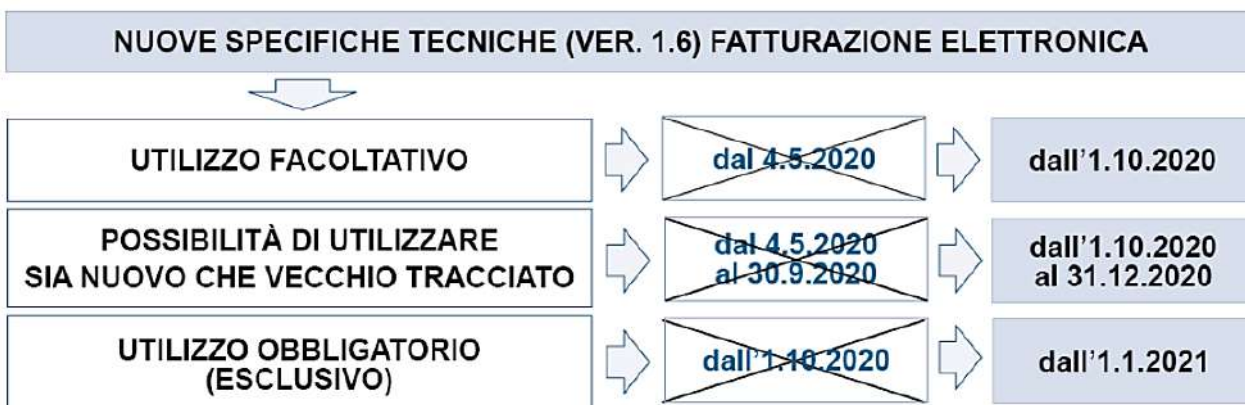 NUOVE SPECIFICHE TECNICHE (VER. 1.6) FATTURAZIONE ELETTRONICA
UTILIZZO FACOLTATIVO
dal 4.5.2020
dall'1.10.2020
POSSIBILITÀ DI UTILIZZARE
SIA NUOVO CHE VECCHIO TRACCIATO
dal 4.5.2020
al 30.9.2020
dall'1.10.2020
al 31.12.2020
UTILIZZO OBBLIGATORIO
(ESCLUSIVO)
dall'1.10.2020
dall'1.1.2021